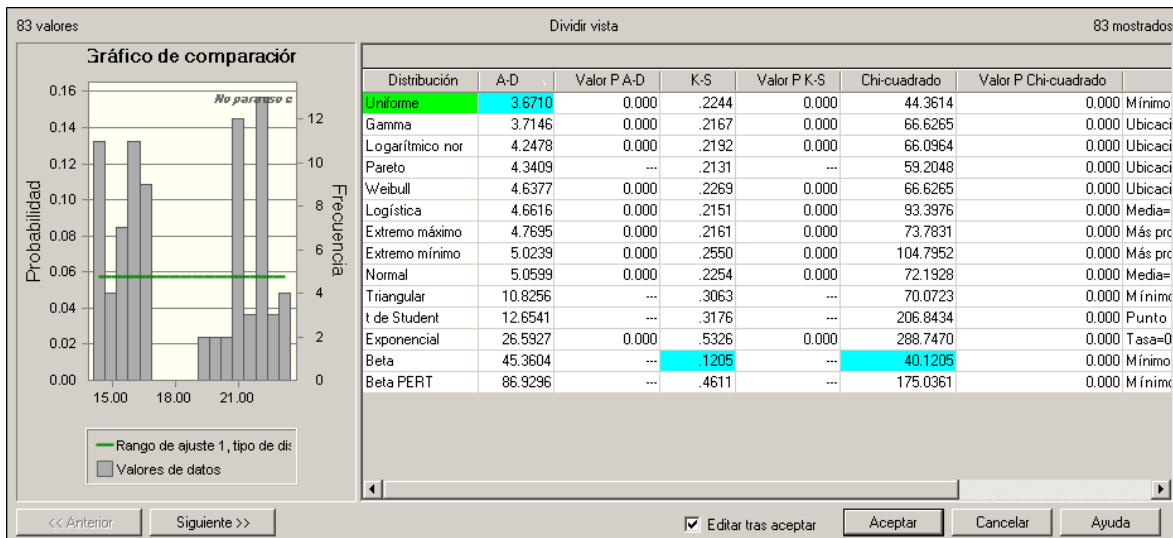 83 valores
Dividir vista
83 mostrados
Gráfico de comparaciór
0.16
0.14
0.12
0.10
0.08
0.06
0.04
0.02
0.00
Probabilidad
No para uso c
12
10
8
6
4
2
0
Frecuencia
15.00 18.00 21.00
Rango de ajuste 1, tipo de dis
Valores de datos
Distribución A-D Valor P A-D K-S Valor P K-S Chi-cuadrado Valor P Chi-cuadrado
Uniforme 3.6710 0.000 .2244 0.000 44.3614 0.000 Mínimo
Gamma 3.7146 0.000 .2167 0.000 66.6265 0.000 Ubicaci
Logarítmico nor 4.2478 0.000 .2192 0.000 66.0964 0.000 Ubicaci
Pareto 4.3409 --- .2131 --- 59.2048 0.000 Ubicaci
Weibull 4.6377 0.000 .2269 0.000 66.6265 0.000 Ubicaci
Logística 4.6616 0.000 .2151 0.000 93.3976 0.000 Media=
Extremo máximo 4.7695 0.000 .2161 0.000 73.7831 0.000 Más pro
Extremo mínimo 5.0239 0.000 .2550 0.000 104.7952 0.000 Más pro
Normal 5.0599 0.000 .2254 0.000 72.1928 0.000 Media=
Triangular 10.8256 --- .3063 --- 70.0723 0.000 Mínimo
t de Student 12.6541 --- .3176 --- 206.8434 0.000 Punto
Exponencial 26.5927 0.000 .5326 0.000 288.7470 0.000 Tasa=0
Beta 45.3604 --- .1205 --- 40.1205 0.000 Mínimo
Beta PERT 86.9296 --- .4611 --- 175.0361 0.000 Mínimo
<< Anterior
Siguiente >>
Editar tras aceptar
Aceptar
Cancelar
Ayuda